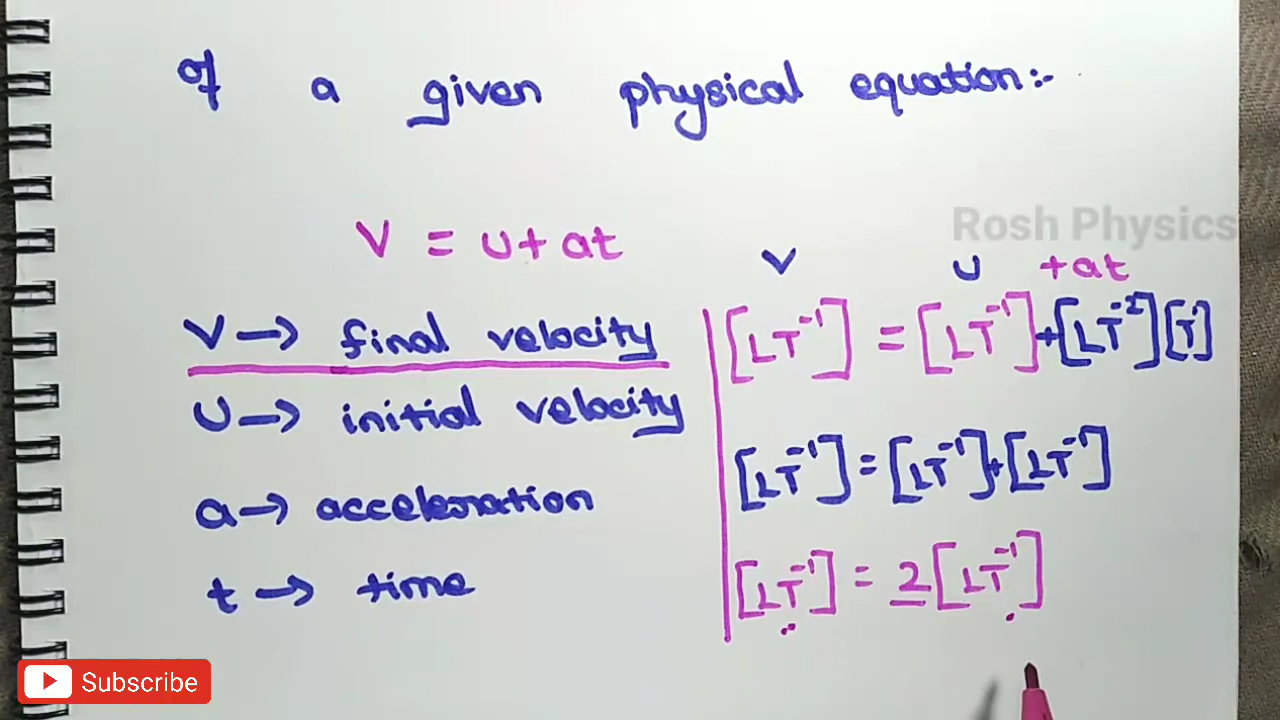 of a given physical equation:-
Rosh Physics
V = U + at
V → final velocity
U → initial velocity
a → acceleration
t → time
V U + at
[LT⁻¹] = [LT⁻¹] + [LT⁻²][T]
[LT⁻¹] = [LT⁻¹] + [LT⁻¹]
[LT⁻¹] = 2[LT⁻¹]
Subscribe